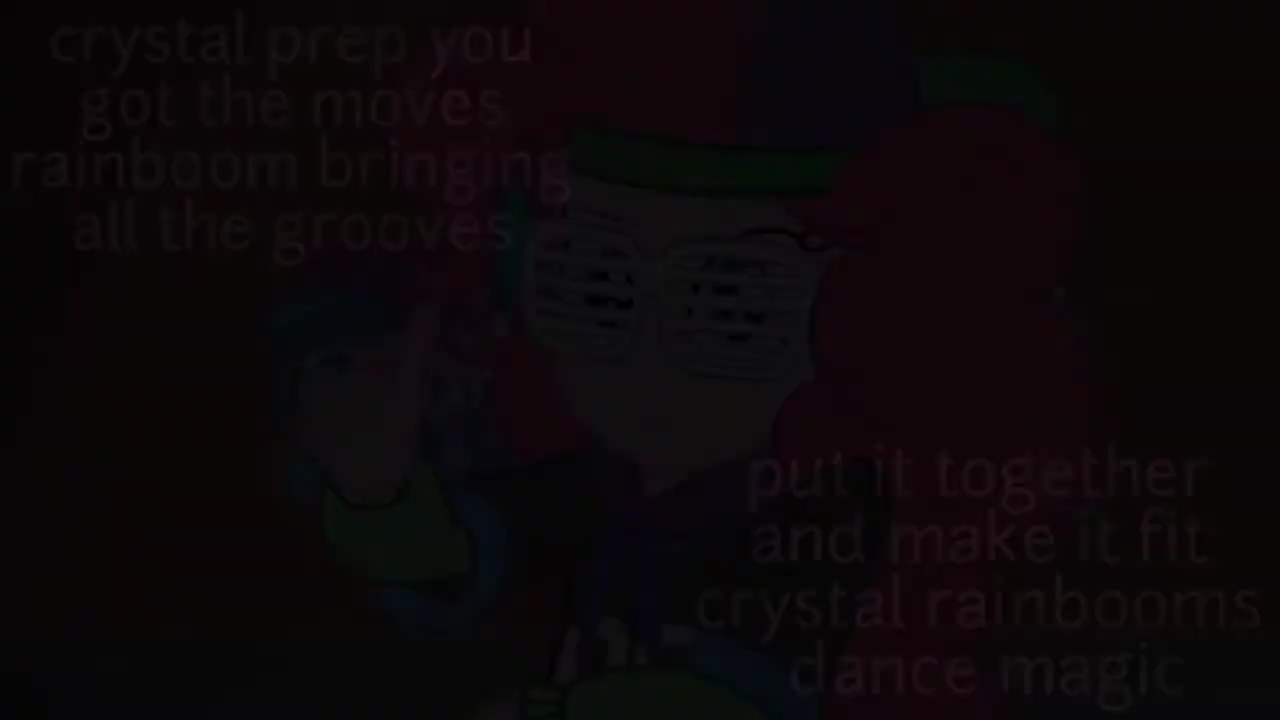 crystal prep you
got the moves
rainboom bringing
all the grooves
put it together
and make it fit
crystal rainbooms
dance magic